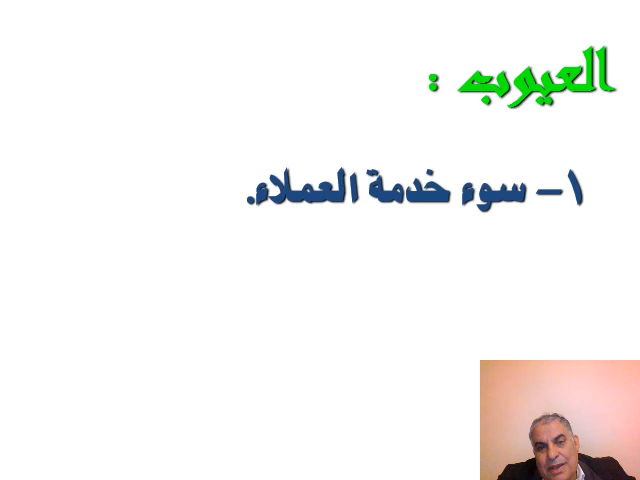 العيوب :
١- سوء خدمة العملاء.